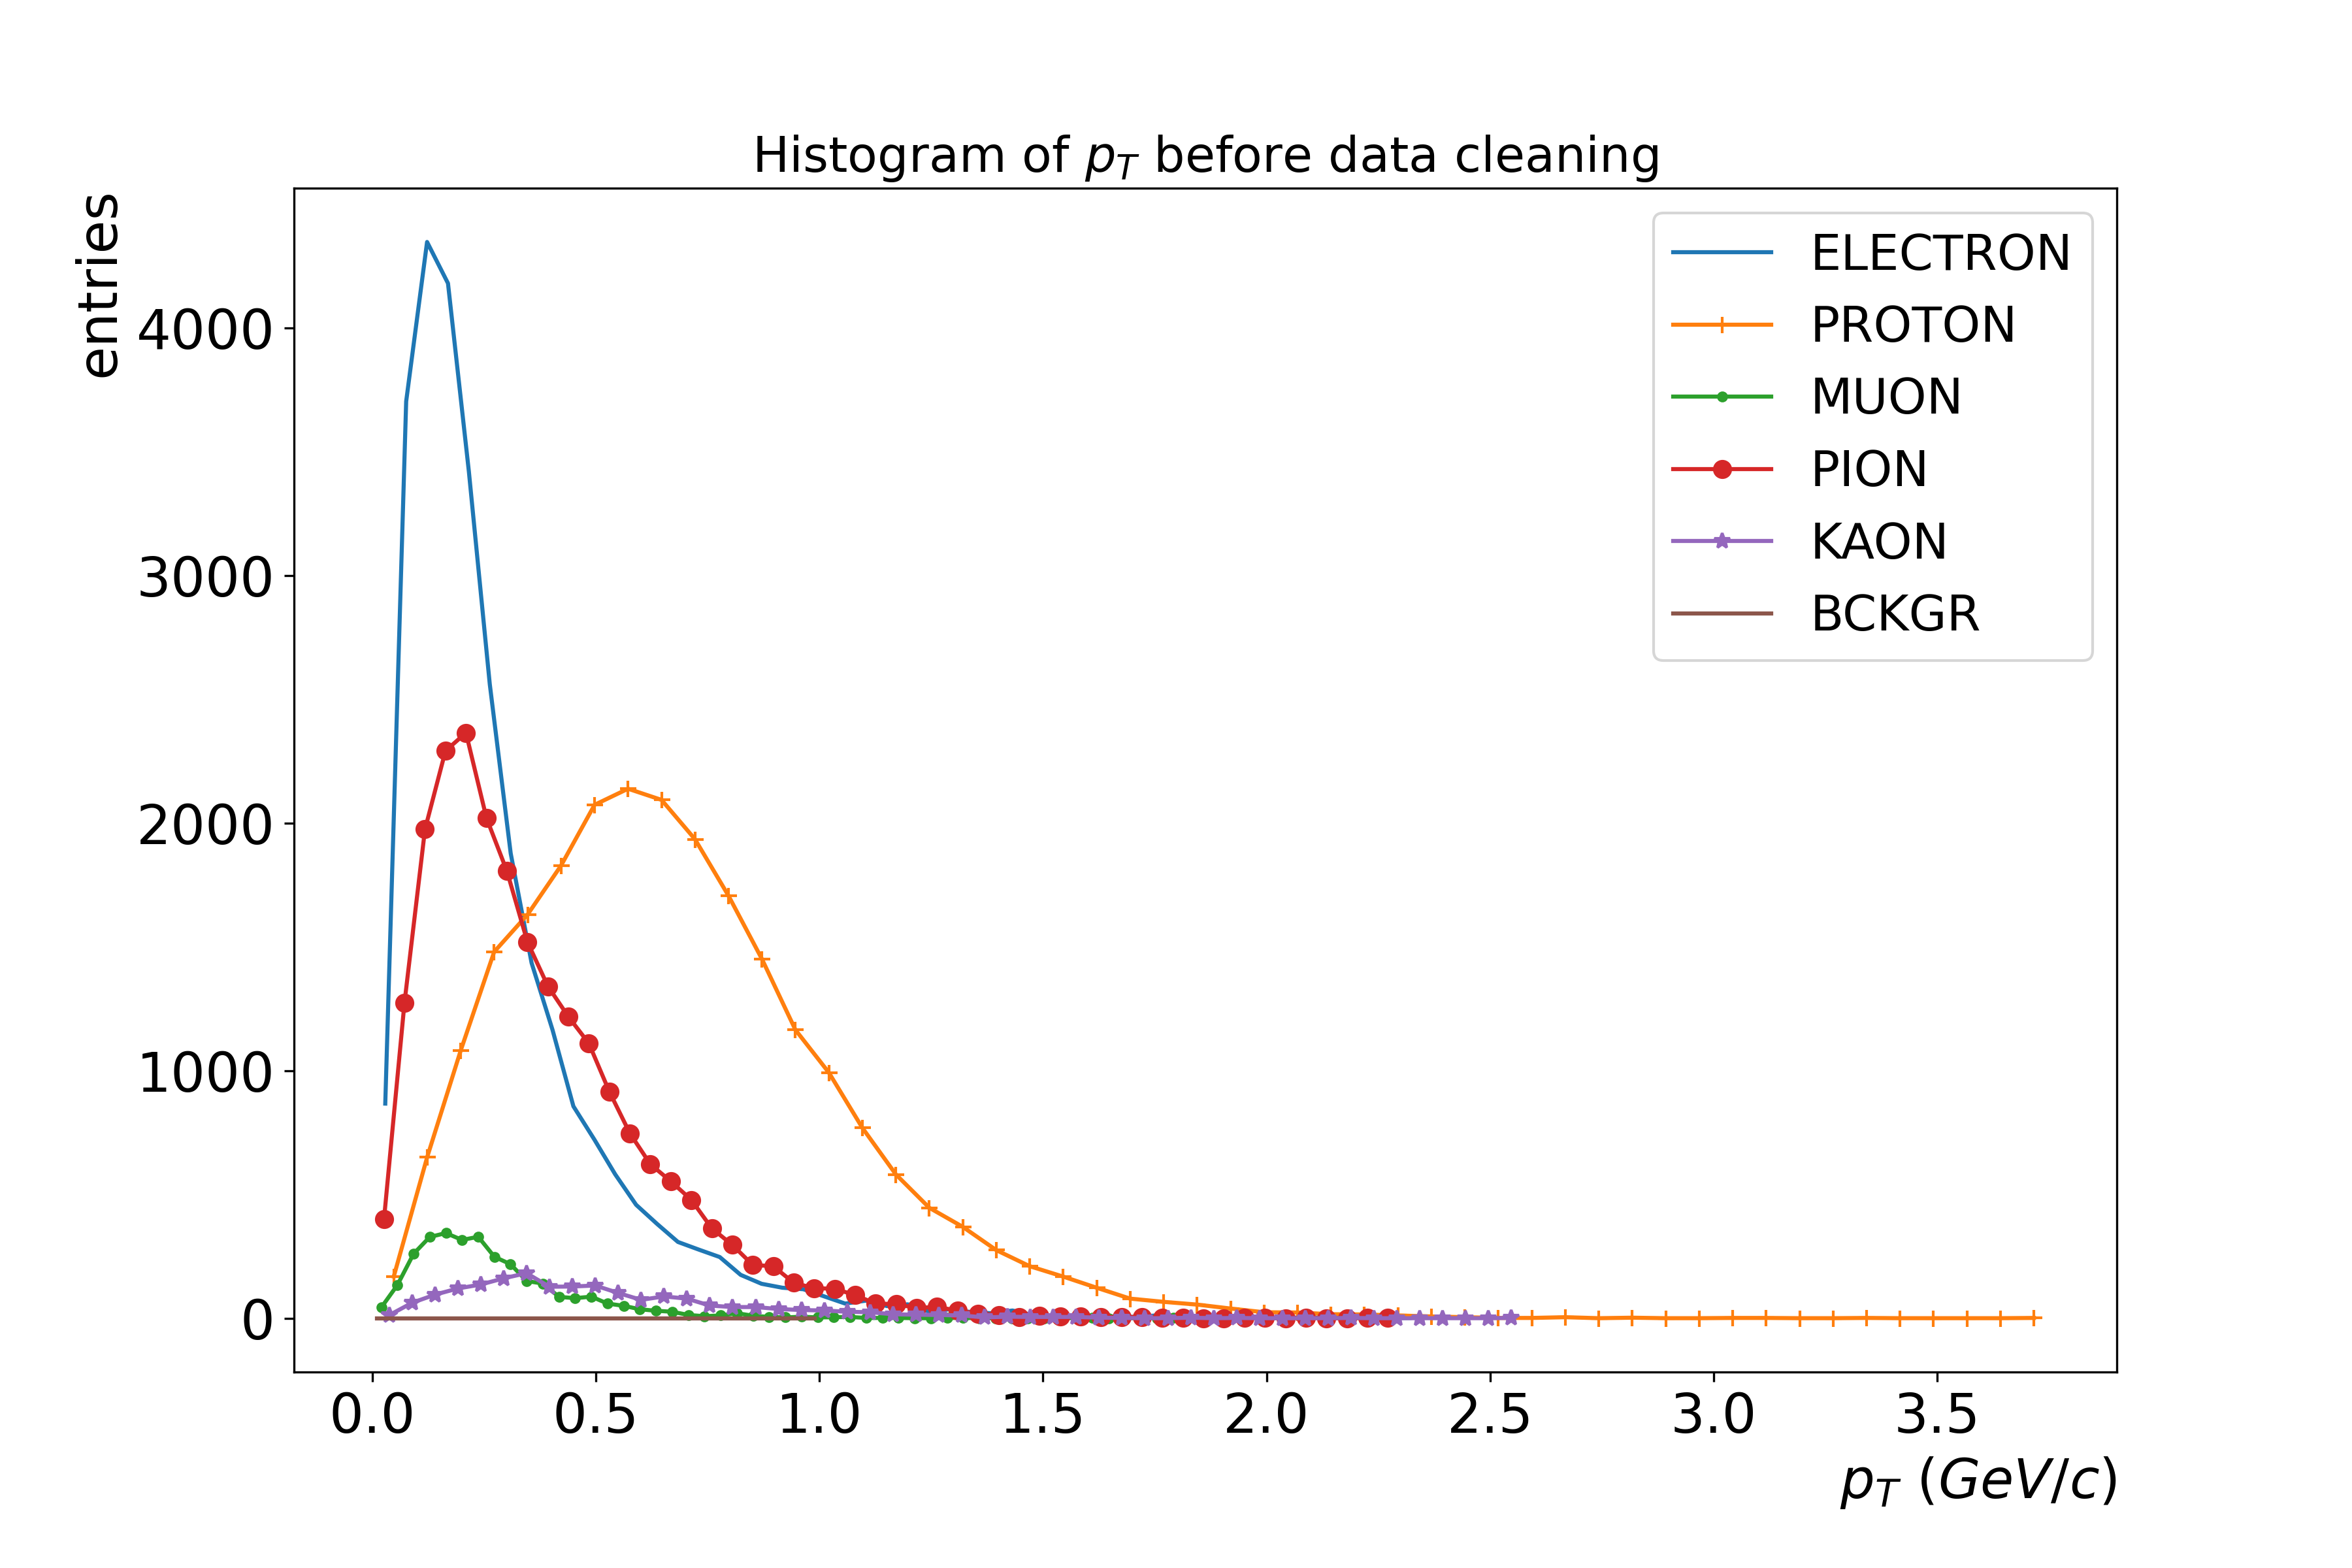 Histogram of p_T before data cleaning
entries
4000
3000
2000
1000
0
ELECTRON
PROTON
MUON
PION
KAON
BCKGR
0.0 0.5 1.0 1.5 2.0 2.5 3.0 3.5
p_T (GeV/c)